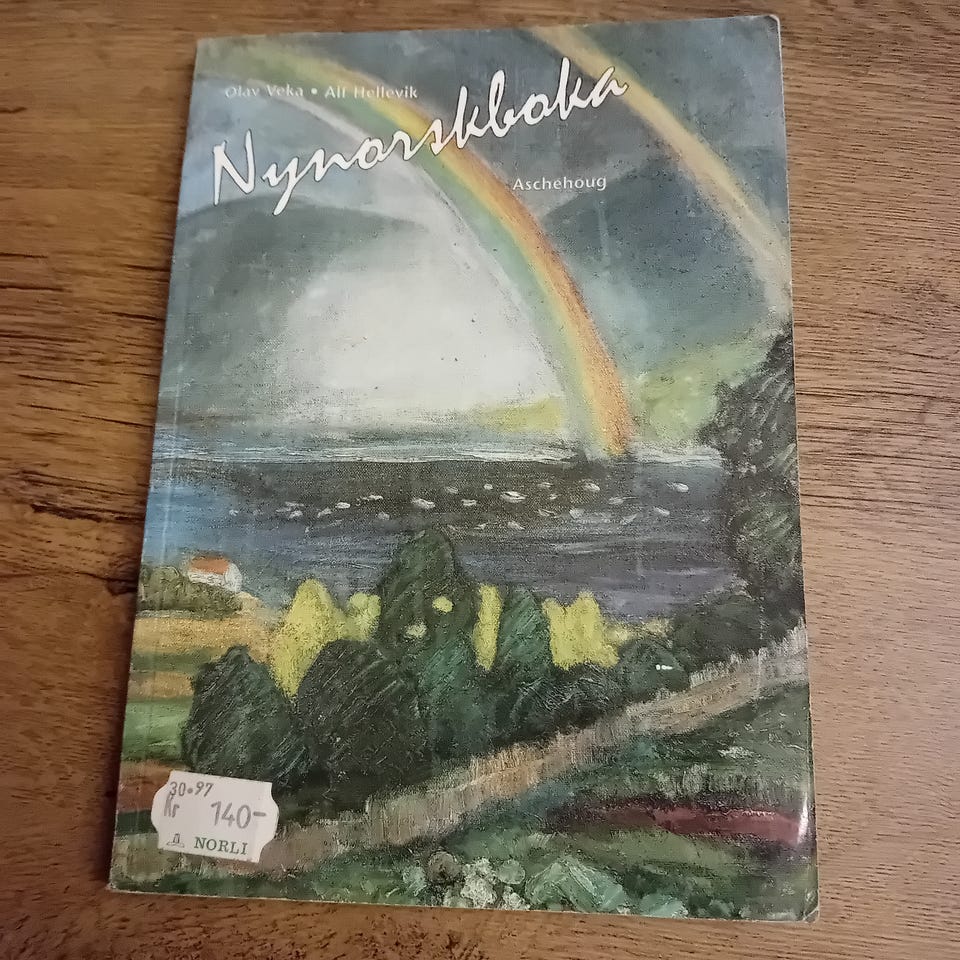 Olav Veka • Alf Hellevik
Nynorskboka
Aschehoug
30•97
Kr 140-
NORLI